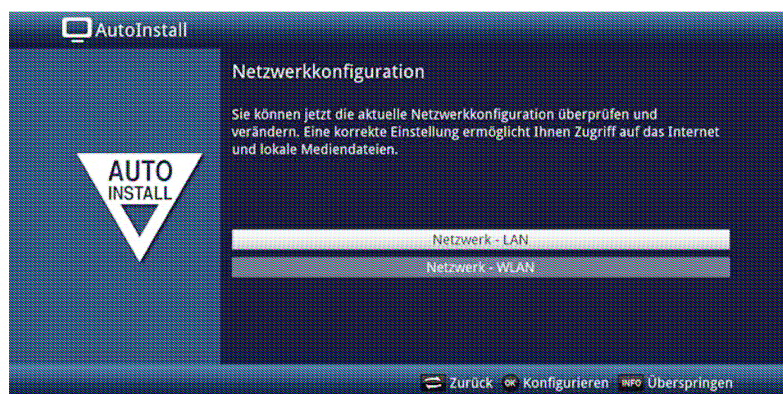 AutoInstall
Netzwerkkonfiguration
Sie können jetzt die aktuelle Netzwerkkonfiguration überprüfen und
verändern. Eine korrekte Einstellung ermöglicht Ihnen Zugriff auf das Internet
und lokale Mediendateien.
AUTO
INSTALL
Netzwerk - LAN
Netzwerk - WLAN
Zurück OK Konfigurieren INFO Überspringen